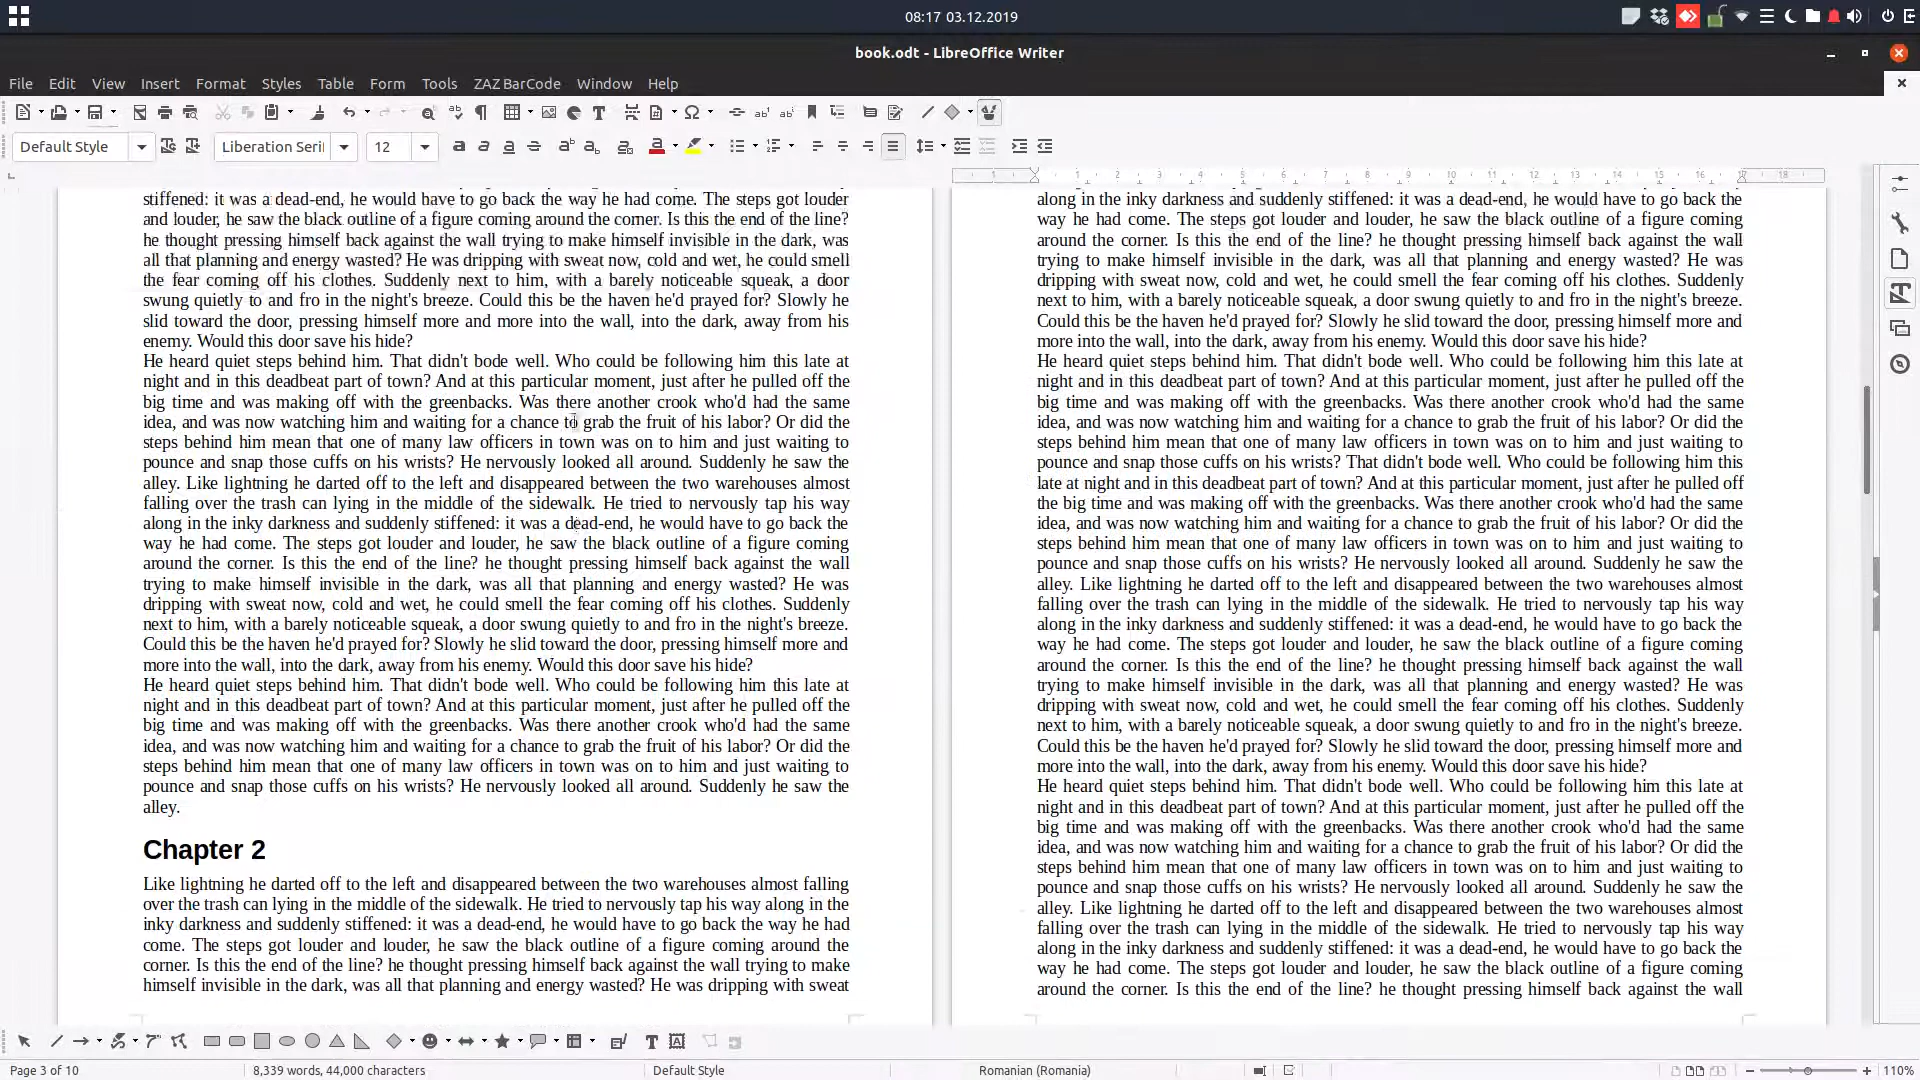 08:17 03.12.2019
book.odt - LibreOffice Writer
File Edit View Insert Format Styles Table Form Tools ZAZ BarCode Window Help
Default Style Liberation Seri 12
1 1 2 3 4 5 6 7 8 9 10 11 12 13 14 15 16 17 18
stiffened: it was a dead-end, he would have to go back the way he had come. The steps got louder
and louder, he saw the black outline of a figure coming around the corner. Is this the end of the line?
he thought pressing himself back against the wall trying to make himself invisible in the dark, was
all that planning and energy wasted? He was dripping with sweat now, cold and wet, he could smell
the fear coming off his clothes. Suddenly next to him, with a barely noticeable squeak, a door
swung quietly to and fro in the night's breeze. Could this be the haven he'd prayed for? Slowly he
slid toward the door, pressing himself more and more into the wall, into the dark, away from his
enemy. Would this door save his hide?
He heard quiet steps behind him. That didn't bode well. Who could be following him this late at
night and in this deadbeat part of town? And at this particular moment, just after he pulled off the
big time and was making off with the greenbacks. Was there another crook who'd had the same
idea, and was now watching him and waiting for a chance to grab the fruit of his labor? Or did the
steps behind him mean that one of many law officers in town was on to him and just waiting to
pounce and snap those cuffs on his wrists? He nervously looked all around. Suddenly he saw the
alley. Like lightning he darted off to the left and disappeared between the two warehouses almost
falling over the trash can lying in the middle of the sidewalk. He tried to nervously tap his way
along in the inky darkness and suddenly stiffened: it was a dead-end, he would have to go back the
way he had come. The steps got louder and louder, he saw the black outline of a figure coming
around the corner. Is this the end of the line? he thought pressing himself back against the wall
trying to make himself invisible in the dark, was all that planning and energy wasted? He was
dripping with sweat now, cold and wet, he could smell the fear coming off his clothes. Suddenly
next to him, with a barely noticeable squeak, a door swung quietly to and fro in the night's breeze.
Could this be the haven he'd prayed for? Slowly he slid toward the door, pressing himself more and
more into the wall, into the dark, away from his enemy. Would this door save his hide?
He heard quiet steps behind him. That didn't bode well. Who could be following him this late at
night and in this deadbeat part of town? And at this particular moment, just after he pulled off the
big time and was making off with the greenbacks. Was there another crook who'd had the same
idea, and was now watching him and waiting for a chance to grab the fruit of his labor? Or did the
steps behind him mean that one of many law officers in town was on to him and just waiting to
pounce and snap those cuffs on his wrists? He nervously looked all around. Suddenly he saw the
alley.
Chapter 2
Like lightning he darted off to the left and disappeared between the two warehouses almost falling
over the trash can lying in the middle of the sidewalk. He tried to nervously tap his way along in the
inky darkness and suddenly stiffened: it was a dead-end, he would have to go back the way he had
come. The steps got louder and louder, he saw the black outline of a figure coming around the
corner. Is this the end of the line? he thought pressing himself back against the wall trying to make
himself invisible in the dark, was all that planning and energy wasted? He was dripping with sweat
along in the inky darkness and suddenly stiffened: it was a dead-end, he would have to go back the
way he had come. The steps got louder and louder, he saw the black outline of a figure coming
around the corner. Is this the end of the line? he thought pressing himself back against the wall
trying to make himself invisible in the dark, was all that planning and energy wasted? He was
dripping with sweat now, cold and wet, he could smell the fear coming off his clothes. Suddenly
next to him, with a barely noticeable squeak, a door swung quietly to and fro in the night's breeze.
Could this be the haven he'd prayed for? Slowly he slid toward the door, pressing himself more and
more into the wall, into the dark, away from his enemy. Would this door save his hide?
He heard quiet steps behind him. That didn't bode well. Who could be following him this late at
night and in this deadbeat part of town? And at this particular moment, just after he pulled off the
big time and was making off with the greenbacks. Was there another crook who'd had the same
idea, and was now watching him and waiting for a chance to grab the fruit of his labor? Or did the
steps behind him mean that one of many law officers in town was on to him and just waiting to
pounce and snap those cuffs on his wrists? That didn't bode well. Who could be following him this
late at night and in this deadbeat part of town? And at this particular moment, just after he pulled off
the big time and was making off with the greenbacks. Was there another crook who'd had the same
idea, and was now watching him and waiting for a chance to grab the fruit of his labor? Or did the
steps behind him mean that one of many law officers in town was on to him and just waiting to
pounce and snap those cuffs on his wrists? He nervously looked all around. Suddenly he saw the
alley. Like lightning he darted off to the left and disappeared between the two warehouses almost
falling over the trash can lying in the middle of the sidewalk. He tried to nervously tap his way
along in the inky darkness and suddenly stiffened: it was a dead-end, he would have to go back the
way he had come. The steps got louder and louder, he saw the black outline of a figure coming
around the corner. Is this the end of the line? he thought pressing himself back against the wall
trying to make himself invisible in the dark, was all that planning and energy wasted? He was
dripping with sweat now, cold and wet, he could smell the fear coming off his clothes. Suddenly
next to him, with a barely noticeable squeak, a door swung quietly to and fro in the night's breeze.
Could this be the haven he'd prayed for? Slowly he slid toward the door, pressing himself more and
more into the wall, into the dark, away from his enemy. Would this door save his hide?
He heard quiet steps behind him. That didn't bode well. Who could be following him this late at
night and in this deadbeat part of town? And at this particular moment, just after he pulled off the
big time and was making off with the greenbacks. Was there another crook who'd had the same
idea, and was now watching him and waiting for a chance to grab the fruit of his labor? Or did the
steps behind him mean that one of many law officers in town was on to him and just waiting to
pounce and snap those cuffs on his wrists? He nervously looked all around. Suddenly he saw the
alley. Like lightning he darted off to the left and disappeared between the two warehouses almost
falling over the trash can lying in the middle of the sidewalk. He tried to nervously tap his way
along in the inky darkness and suddenly stiffened: it was a dead-end, he would have to go back the
way he had come. The steps got louder and louder, he saw the black outline of a figure coming
around the corner. Is this the end of the line? he thought pressing himself back against the wall
Page 3 of 10 8,339 words, 44,000 characters Default Style Romanian (Romania) 110%